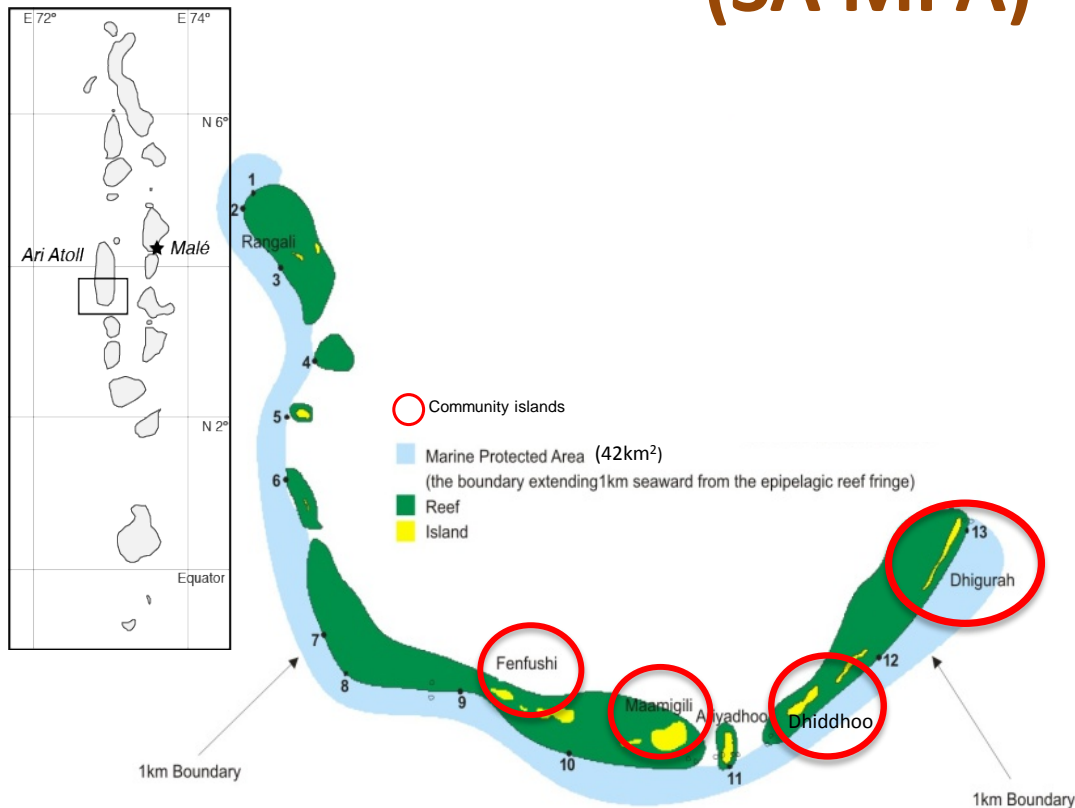 (SA MPA)
E 72°
E 74°
N 6°
Ari Atoll
Malé
N 2°
Equator
1
2
Rangali
3
4
5
6
Community islands
Marine Protected Area (42km²)
(the boundary extending1km seaward from the epipelagic reef fringe)
Reef
Island
13
Dhigurah
7
Fenfushi
12
8
9
Maamigili
Ariyadhoo
Dhiddhoo
10
11
1km Boundary
1km Boundary